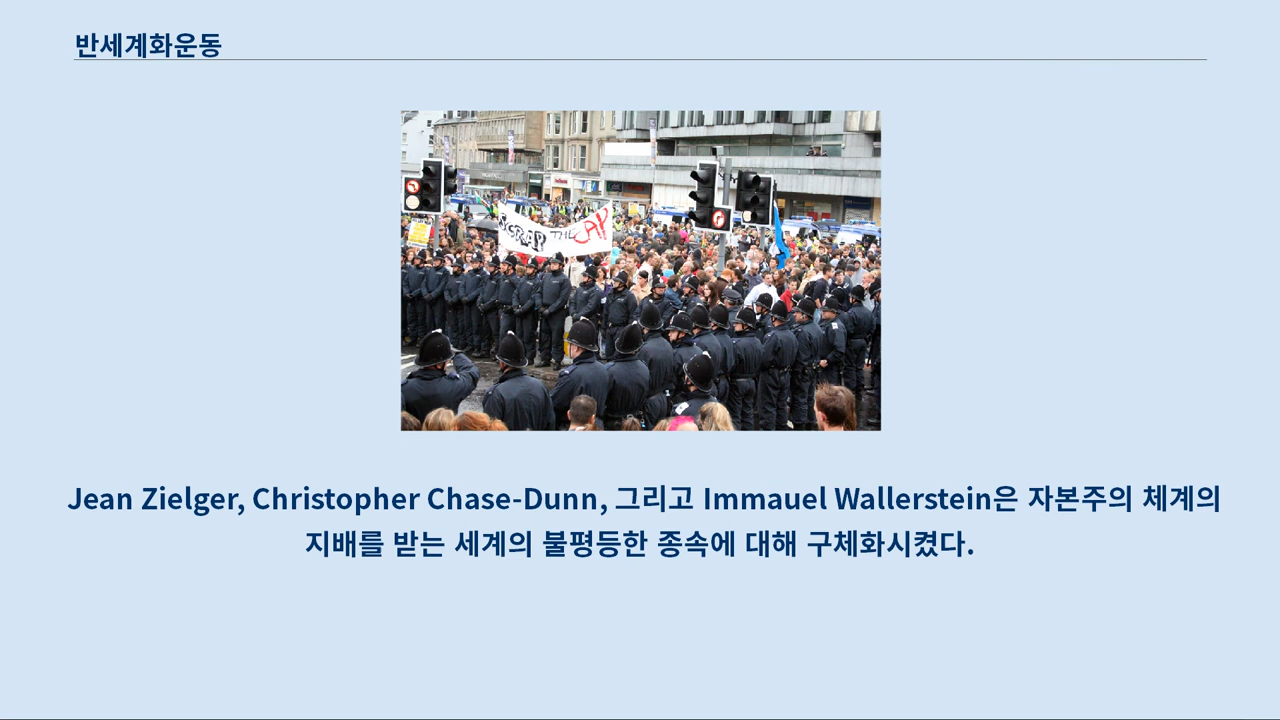 반세계화운동
SCRAP THE CAP
Jean Zielger, Christopher Chase-Dunn, 그리고 Immauel Wallerstein은 자본주의 체계의
지배를 받는 세계의 불평등한 종속에 대해 구체화시켰다.